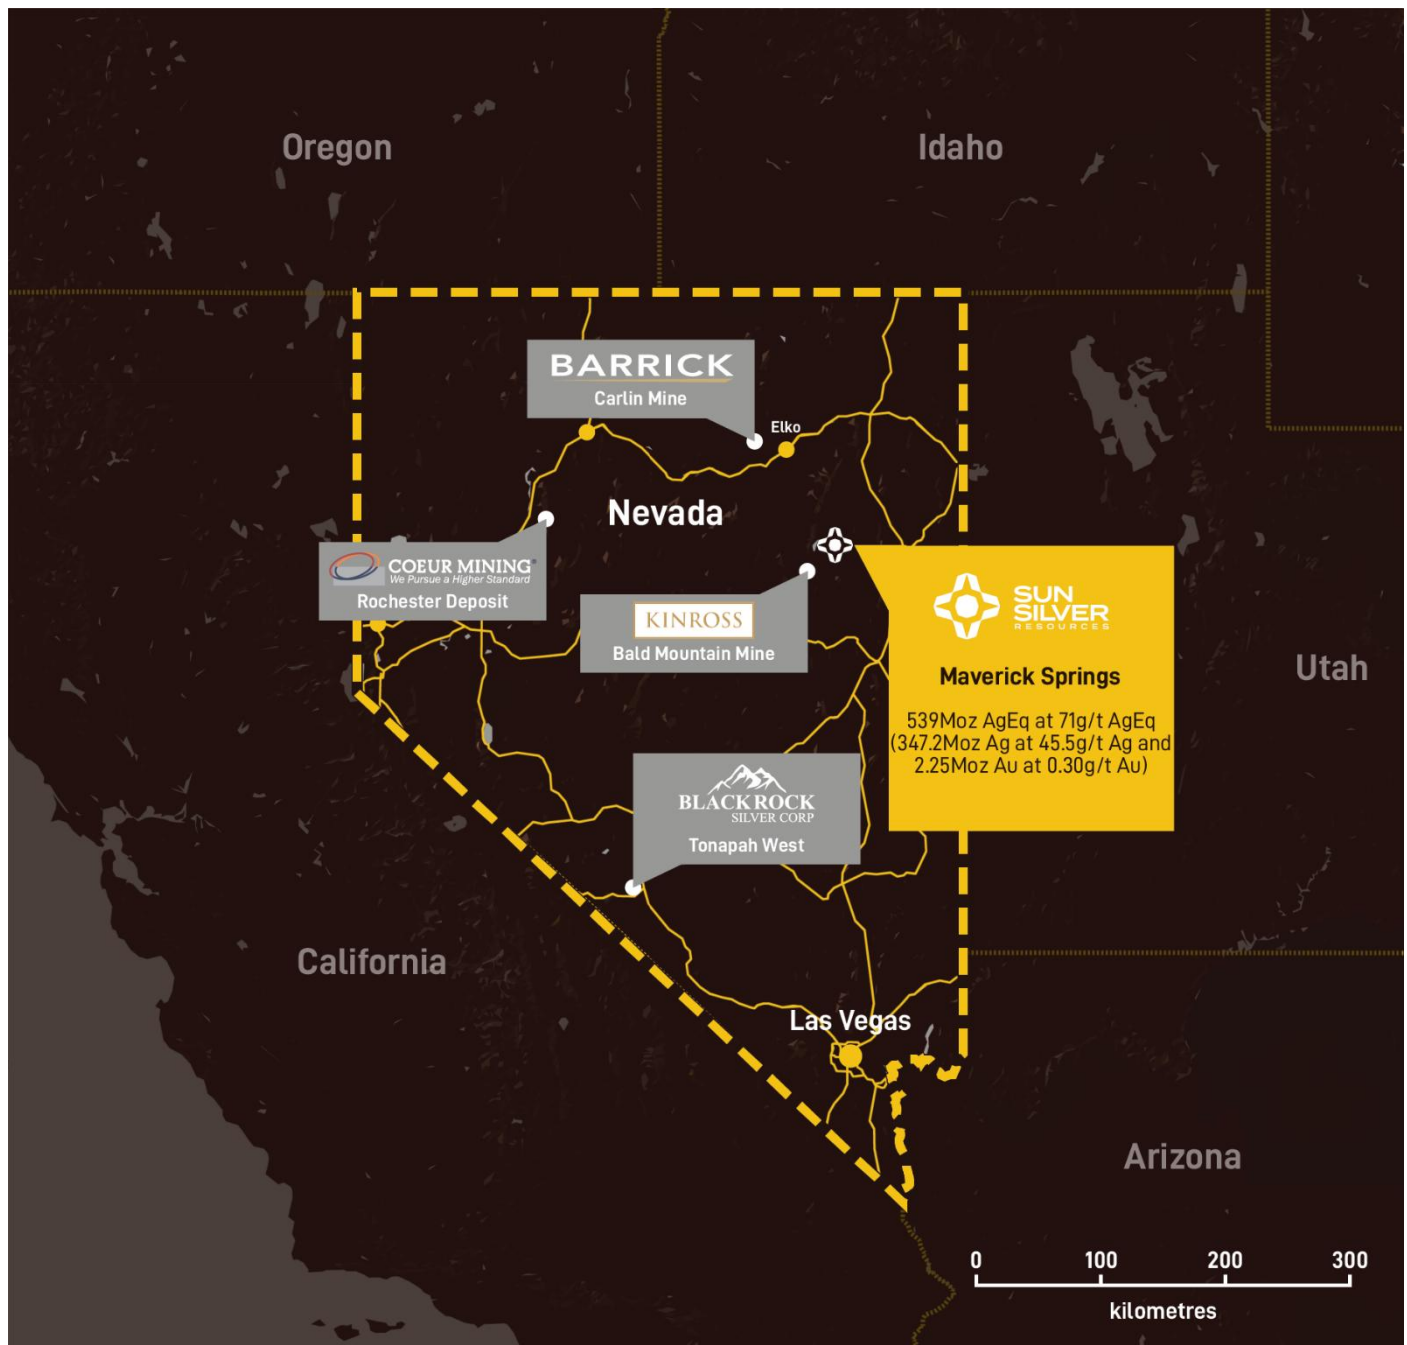 Oregon
Idaho
BARRICK
Carlin Mine
Elko
Nevada
COEUR MINING®
We Pursue a Higher Standard
Rochester Deposit
KINROSS
Bald Mountain Mine
SUN
SILVER
RESOURCES
Maverick Springs
539Moz AgEq at 71g/t AgEq
(347.2Moz Ag at 45.5g/t Ag and
2.25Moz Au at 0.30g/t Au)
Utah
BLACKROCK
SILVER CORP
Tonapah West
California
Las Vegas
Arizona
0 100 200 300
kilometres